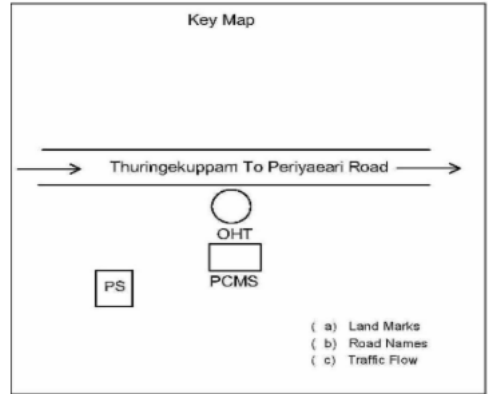 Key Map
Thuringekuppam To Periyaeari Road
OHT
PCMS
PS
( a) Land Marks
( b) Road Names
( c) Traffic Flow